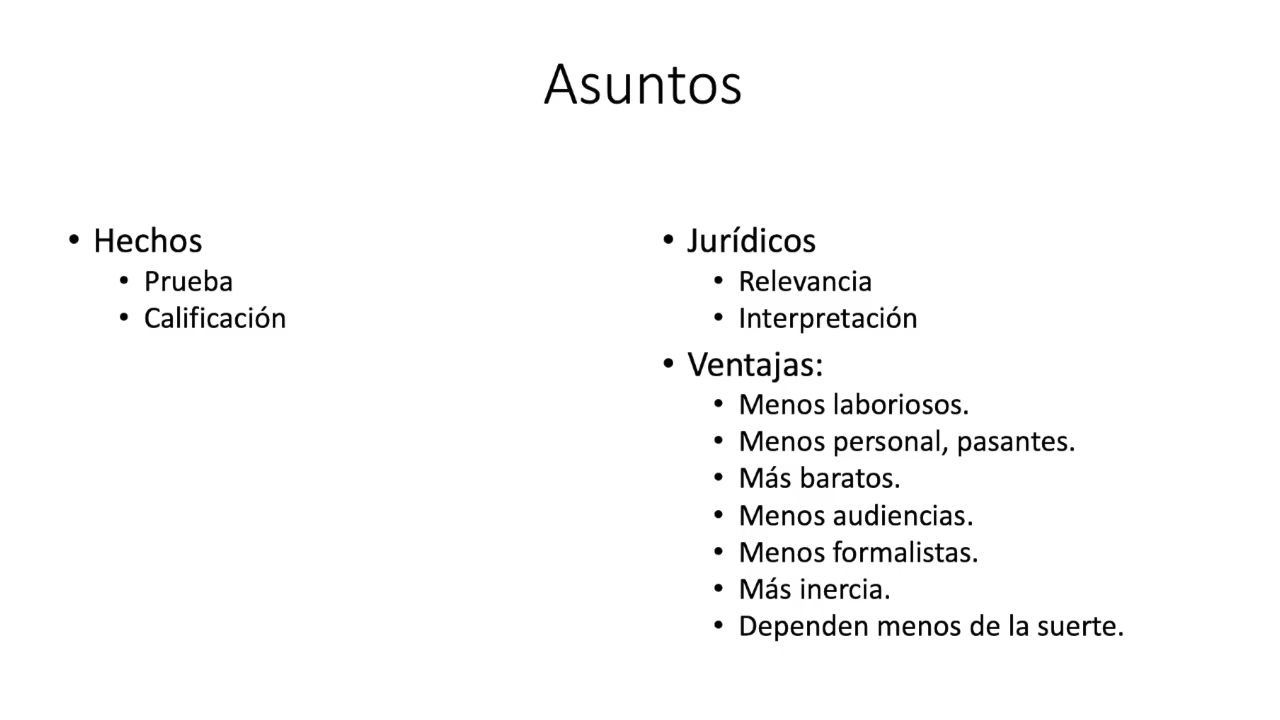 Asuntos
• Hechos
• Prueba
• Calificación
• Jurídicos
• Relevancia
• Interpretación
• Ventajas:
• Menos laboriosos.
• Menos personal, pasantes.
• Más baratos.
• Menos audiencias.
• Menos formalistas.
• Más inercia.
• Dependen menos de la suerte.